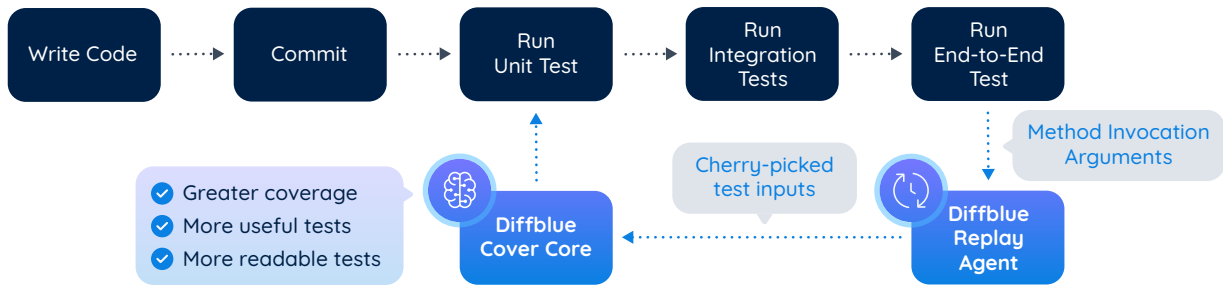 Write Code
Commit
Run
Unit Test
Run
Integration
Tests
Run
End-to-End
Test
Method Invocation
Arguments
Cherry-picked
test inputs
Greater coverage
More useful tests
More readable tests
Diffblue
Cover Core
Diffblue
Replay
Agent